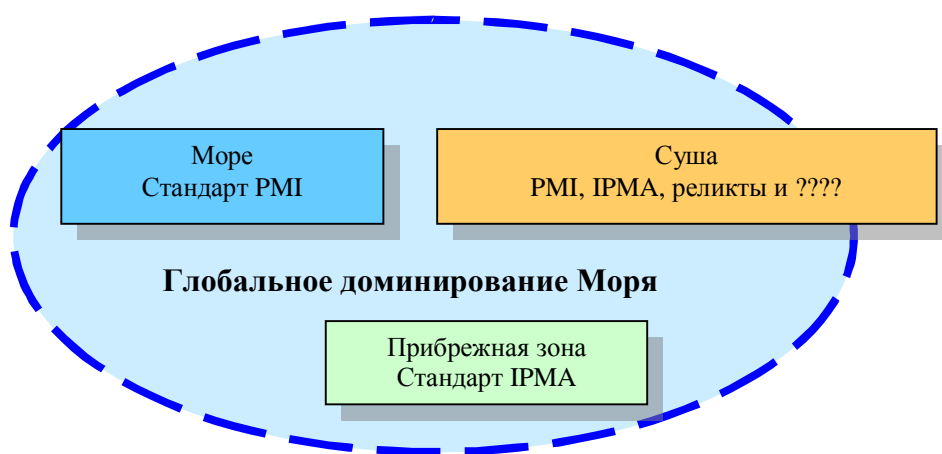 Море
Стандарт PMI
Суша
PMI, IPMA, реликты и ????
Глобальное доминирование Моря
Прибрежная зона
Стандарт IPMA